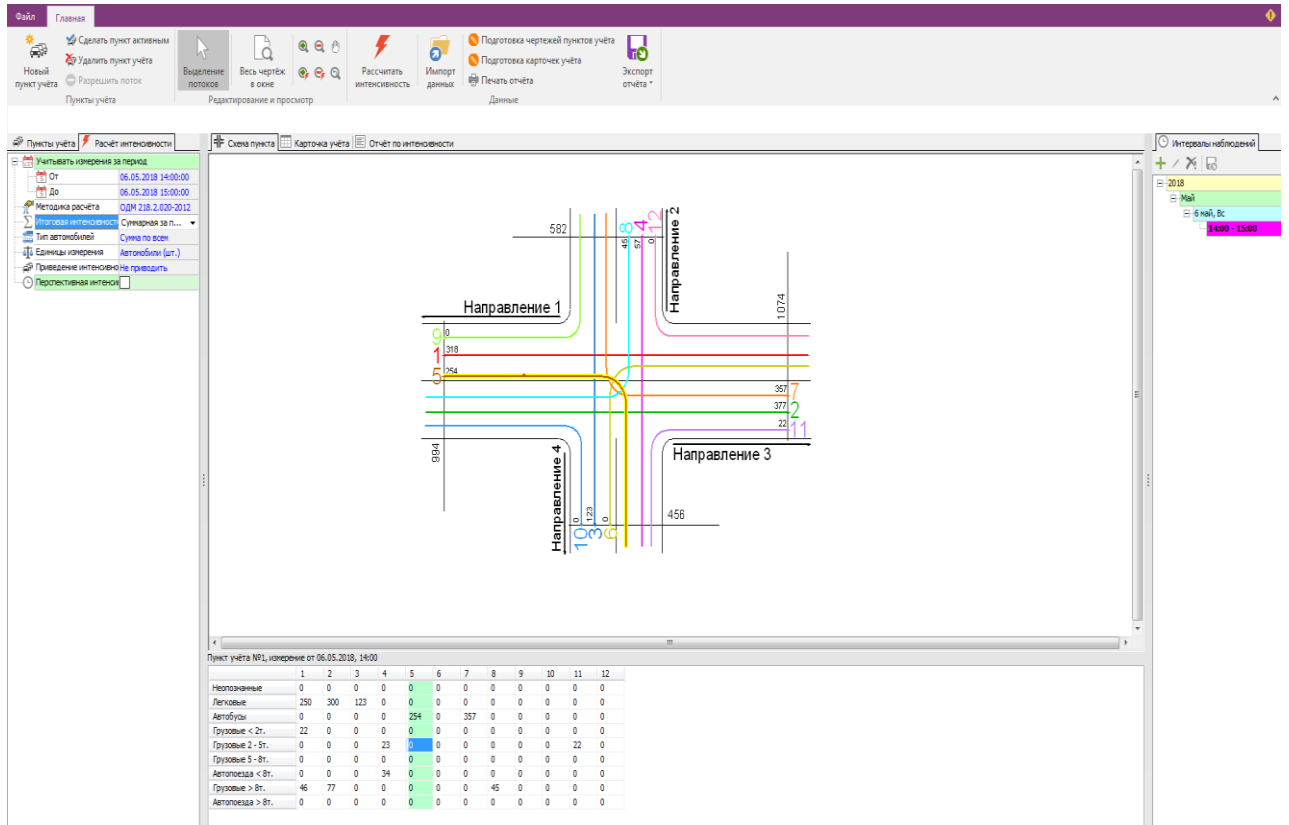 Файл Главная
Новый пункт учёта
Сделать пункт активным
Удалить пункт учёта
Разрешить поток
Пункты учёта
Выделение потоков
Весь чертёж в окне
Редактирование и просмотр
Рассчитать интенсивность
Импорт данных
Подготовка чертежей пунктов учёта
Подготовка карточек учёта
Печать отчёта
Экспорт отчёта
Данные
Пункты учёта Расчёт интенсивности
Учитывать измерения за период
От 06.05.2018 14:00:00
До 06.05.2018 15:00:00
Методика расчёта ОДМ 218.2.020-2012
Итоговая интенсивност Суммарная за п...
Тип автомобилей Сумма по всем
Единицы измерения Автомобили (шт.)
Приведение интенсивно Не приводить
Перспективная интенси
Схема пункта Карточка учёта Отчёт по интенсивности
582
8 4 12
45 57 0
Направление 2
Направление 1
1074
9 0
1 318
5 254
357 7
377 2
22 11
994
Направление 4
Направление 3
0 123 0
10 3 6
456
Интервалы наблюдений
2018
Май
6 май, Вс
14:00 - 15:00
Пункт учёта №1, измерение от 06.05.2018, 14:00
1 2 3 4 5 6 7 8 9 10 11 12
Неопознанные 0 0 0 0 0 0 0 0 0 0 0 0
Легковые 250 300 123 0 0 0 0 0 0 0 0 0
Автобусы 0 0 0 0 254 0 357 0 0 0 0 0
Грузовые < 2т. 22 0 0 0 0 0 0 0 0 0 0 0
Грузовые 2 - 5т. 0 0 0 23 0 0 0 0 0 0 22 0
Грузовые 5 - 8т. 0 0 0 0 0 0 0 0 0 0 0 0
Автопоезда < 8т. 0 0 0 34 0 0 0 0 0 0 0 0
Грузовые > 8т. 46 77 0 0 0 0 0 45 0 0 0 0
Автопоезда > 8т. 0 0 0 0 0 0 0 0 0 0 0 0